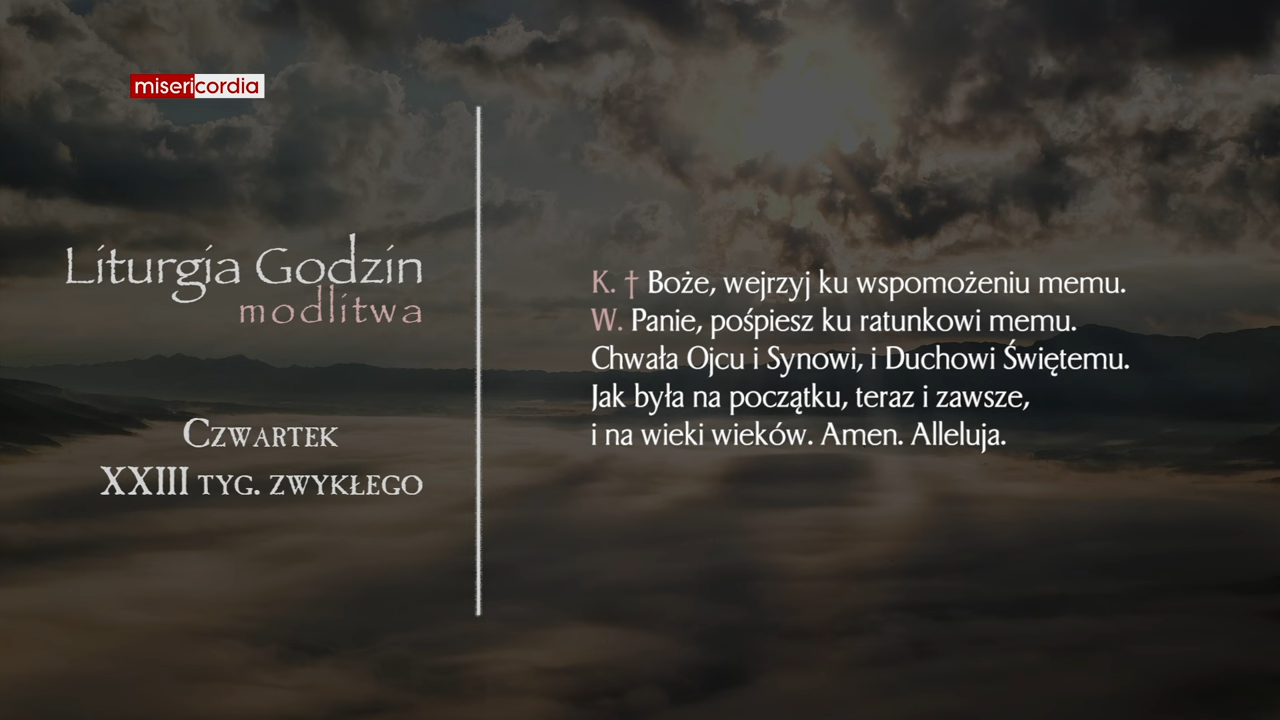 misericordia
Liturgia Godzin
modlitwa
Czwartek
XXIII tyg. zwykłego
K. † Boże, wejrzyj ku wspomożeniu memu.
W. Panie, pośpiesz ku ratunkowi memu.
Chwała Ojcu i Synowi, i Duchowi Świętemu.
Jak była na początku, teraz i zawsze,
i na wieki wieków. Amen. Alleluja.